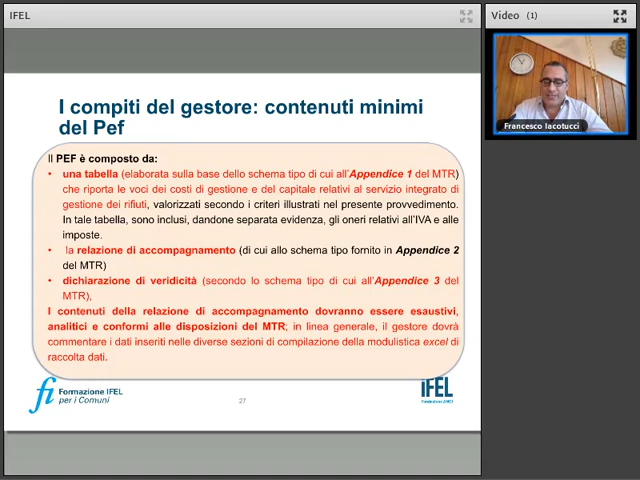 IFEL
Video (1)
Francesco Iacotucci
I compiti del gestore: contenuti minimi
del Pef
Il PEF è composto da:
• una tabella (elaborata sulla base dello schema tipo di cui all'Appendice 1 del MTR)
che riporta le voci dei costi di gestione e del capitale relativi al servizio integrato di
gestione dei rifiuti, valorizzati secondo i criteri illustrati nel presente provvedimento.
In tale tabella, sono inclusi, dandone separata evidenza, gli oneri relativi all'IVA e alle
imposte.
• la relazione di accompagnamento (di cui allo schema tipo fornito in Appendice 2
del MTR)
• dichiarazione di veridicità (secondo lo schema tipo di cui all'Appendice 3 del
MTR),
I contenuti della relazione di accompagnamento dovranno essere esaustivi,
analitici e conformi alle disposizioni del MTR; in linea generale, il gestore dovrà
commentare i dati inseriti nelle diverse sezioni di compilazione della modulistica excel di
raccolta dati.
fi Formazione IFEL
per i Comuni
27
IFEL
Fondazione ANCI